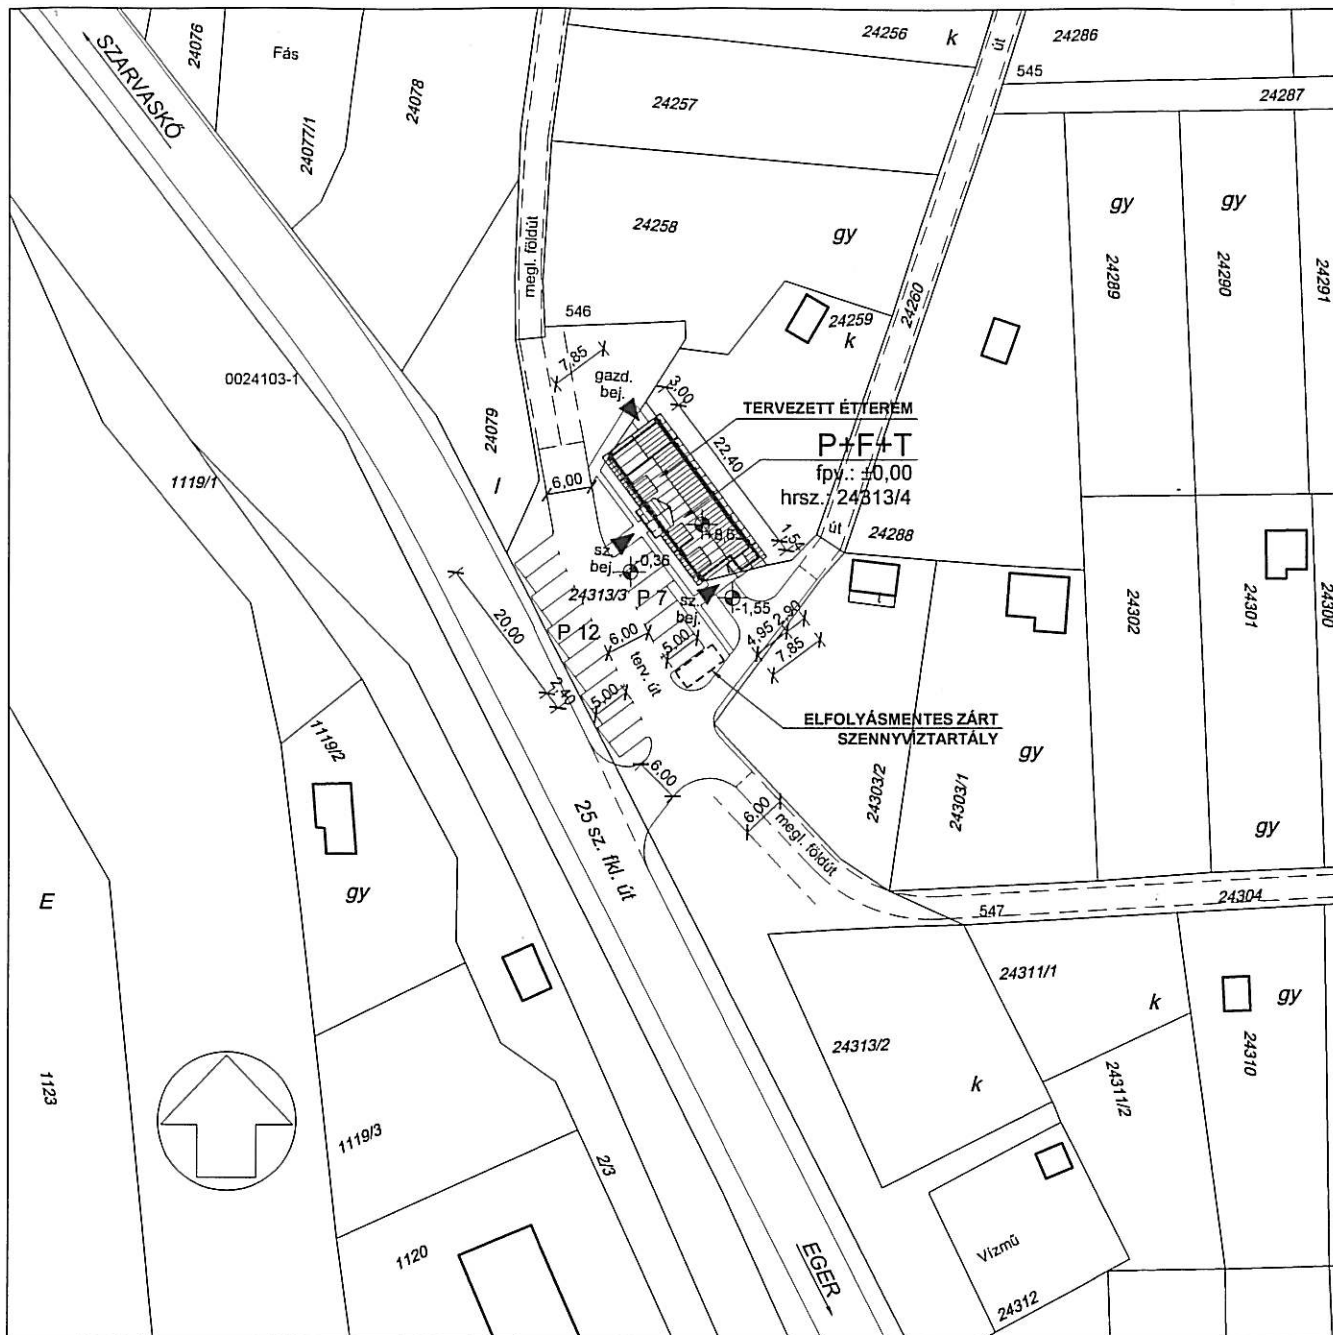 SZARVASKŐ
24076
Fás
24077/1
24078
24256
k
út
24286
545
24287
24257
24258
gy
megl. földút
gy
gy
24289
24290
24291
24260
546
24259
k
0024103-1
7,85
gazd.
bej.
3,00
TERVEZETT ÉTTEREM
P+F+T
fpv.: ±0,00
hrsz.: 24313/4
22,40
24079
1119/1
6,00
út
24288
sz.
bej.
-0,36
24313/3
P 7
sz.
bej.
-1,55
P 12
6,00
5,00
4,95
2,90
7,85
20,00
2,40
5,00
terv. út
24302
24301
24300
ELFOLYÁSMENTES ZÁRT
SZENNYVÍZTARTÁLY
1119/2
6,00
6,00
megl. földút
25 sz. fkl. út
24303/2
24303/1
gy
gy
gy
E
24304
547
24311/1
k
gy
24313/2
k
24310
24311/2
1123
1119/3
2/3
1120
EGER
Vízmű
24312